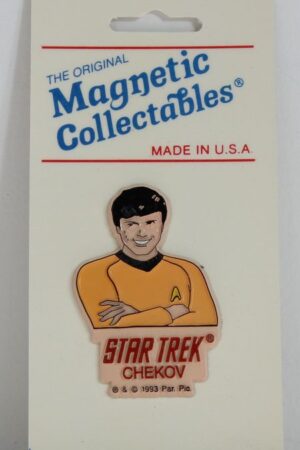 THE ORIGINAL
Magnetic
Collectables®
MADE IN U.S.A.
STAR TREK®
CHEKOV
® & © 1993 Par. Pic.